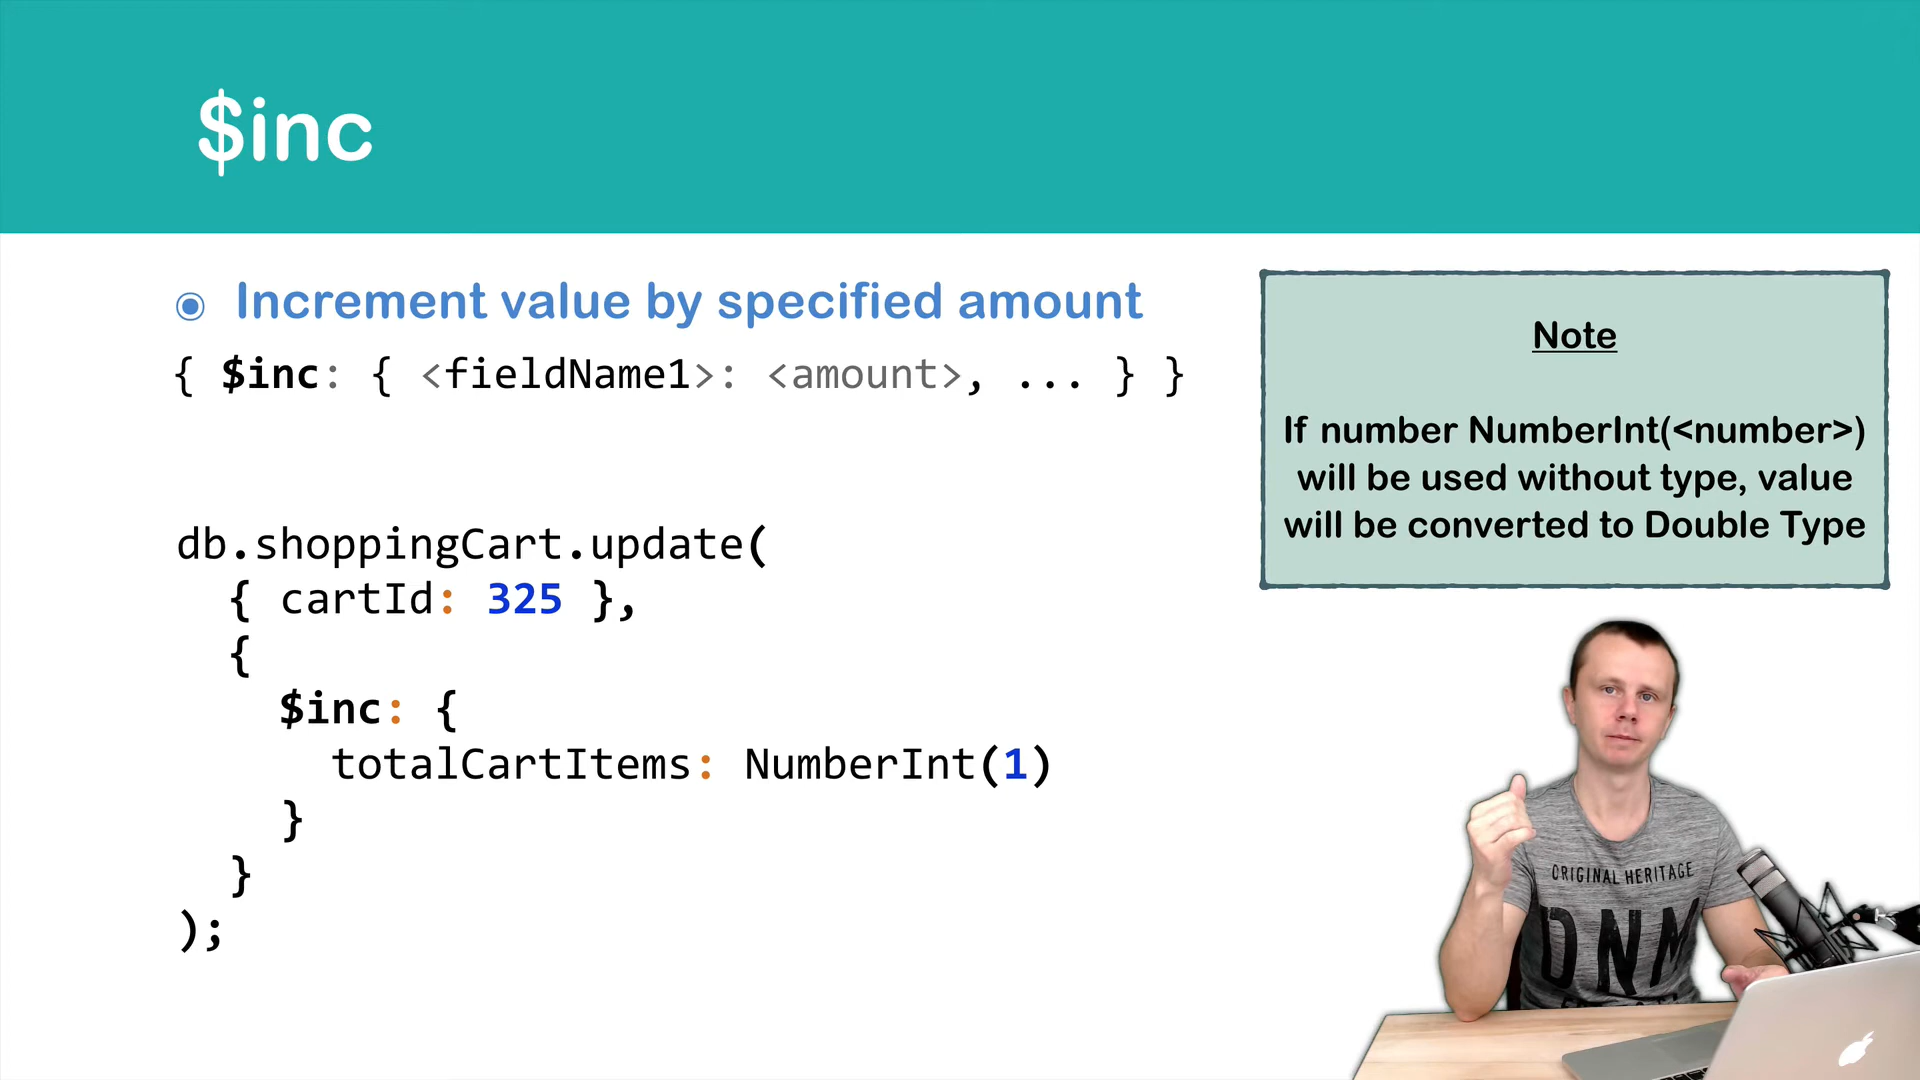 $inc
Increment value by specified amount
{ $inc: { <fieldName1>: <amount>, ... } }
db.shoppingCart.update(
{ cartId: 325 },
{
$inc: {
totalCartItems: NumberInt(1)
}
}
);
Note
If number NumberInt(<number>)
will be used without type, value
will be converted to Double Type
ORIGINAL HERITAGE
DNM